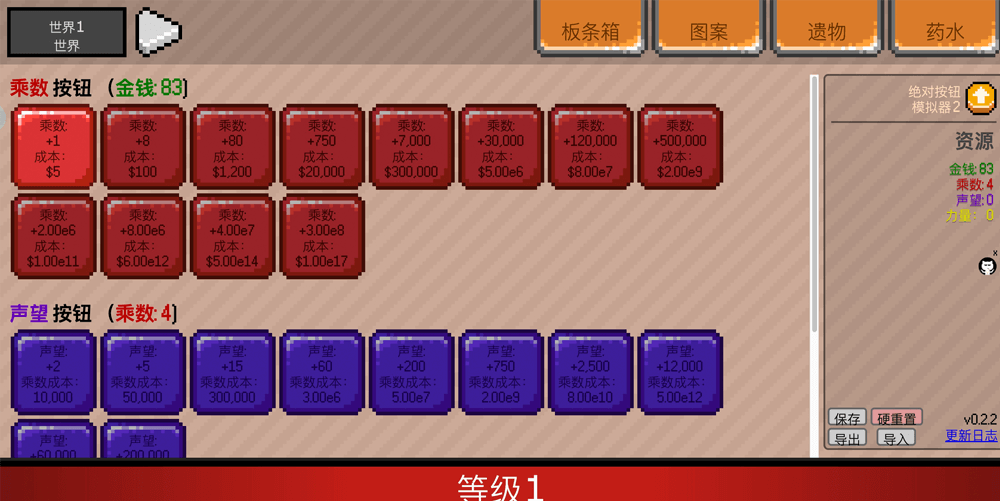 世界1
世界
板条箱
图案
遗物
药水
乘数 按钮 (金钱: 83)
乘数:
+1
成本:
$5
乘数:
+8
成本:
$100
乘数:
+80
成本:
$1,200
乘数:
+750
成本:
$20,000
乘数:
+7,000
成本:
$300,000
乘数:
+30,000
成本:
$5.00e6
乘数:
+120,000
成本:
$8.00e7
乘数:
+500,000
成本:
$2.00e9
乘数:
+2.00e6
成本:
$1.00e11
乘数:
+8.00e6
成本:
$6.00e12
乘数:
+4.00e7
成本:
$5.00e14
乘数:
+3.00e8
成本:
$1.00e17
声望 按钮 (乘数: 4)
声望:
+2
乘数成本:
10,000
声望:
+5
乘数成本:
50,000
声望:
+15
乘数成本:
300,000
声望:
+60
乘数成本:
3.00e6
声望:
+200
乘数成本:
5.00e7
声望:
+750
乘数成本:
2.00e9
声望:
+2,500
乘数成本:
8.00e10
声望:
+12,000
乘数成本:
5.00e12
声望:
+60,000
声望:
+200,000
绝对按钮
模拟器 2
资源
金钱: 83
乘数: 4
声望: 0
力量: 0
x
保存
硬重置
导出
导入
v0.2.2
更新日志
等级1